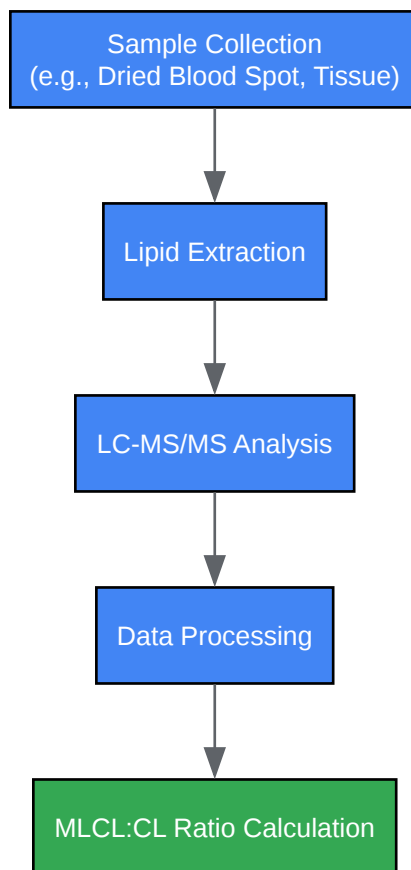 Sample Collection
(e.g., Dried Blood Spot, Tissue)
Lipid Extraction
LC-MS/MS Analysis
Data Processing
MLCL:CL Ratio Calculation